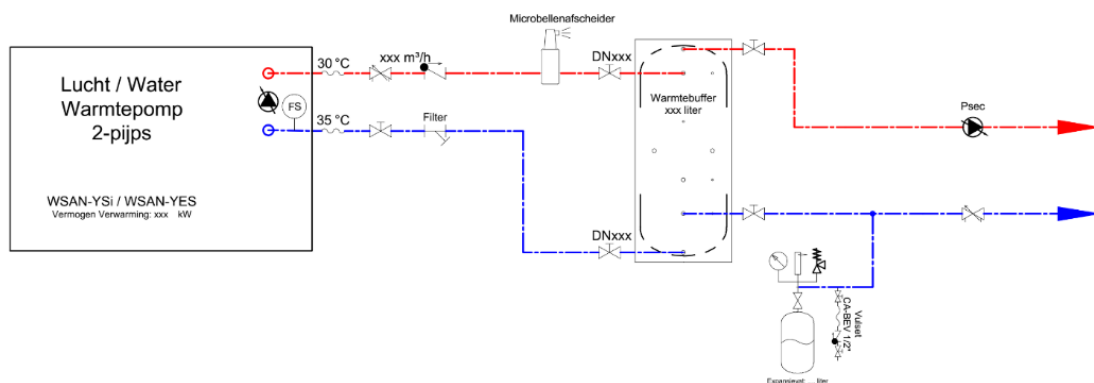 Microbellenafscheider
30 °C
xxx m³/h
DNxxx
Lucht / Water
Warmtepomp
2-pijps
FS
35 °C
Filter
Warmtebuffer
xxx liter
Psec
WSAN-YSi / WSAN-YES
Vermogen Verwarming: xxx kW
DNxxx
Vulset
CA-BEV 1/2"
Expansievat: .... liter